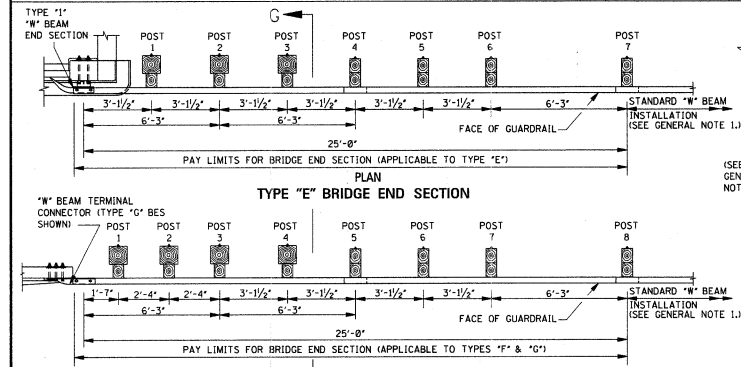 TYPE "1"
"W" BEAM
END SECTION
G
POST POST POST POST POST POST POST
1 2 3 4 5 6 7
3'-1½" 3'-1½" 3'-1½" 3'-1½" 3'-1½" 3'-1½" 6'-3"
STANDARD "W" BEAM
INSTALLATION
(SEE GENERAL NOTE 1.)
6'-3" 6'-3"
FACE OF GUARDRAIL
25'-0"
PAY LIMITS FOR BRIDGE END SECTION (APPLICABLE TO TYPE "E")
PLAN
TYPE "E" BRIDGE END SECTION
(SEE
GEN
NOT
"W" BEAM TERMINAL
CONNECTOR (TYPE "G" BES
SHOWN)
POST POST POST POST POST POST POST POST
1 2 3 4 5 6 7 8
1'-7" 2'-4" 2'-4" 3'-1½" 3'-1½" 3'-1½" 3'-1½" 6'-3"
STANDARD "W" BEAM
INSTALLATION
(SEE GENERAL NOTE 1.)
6'-3" 6'-3"
FACE OF GUARDRAIL
25'-0"
PAY LIMITS FOR BRIDGE END SECTION (APPLICABLE TO TYPES "F" & "G")